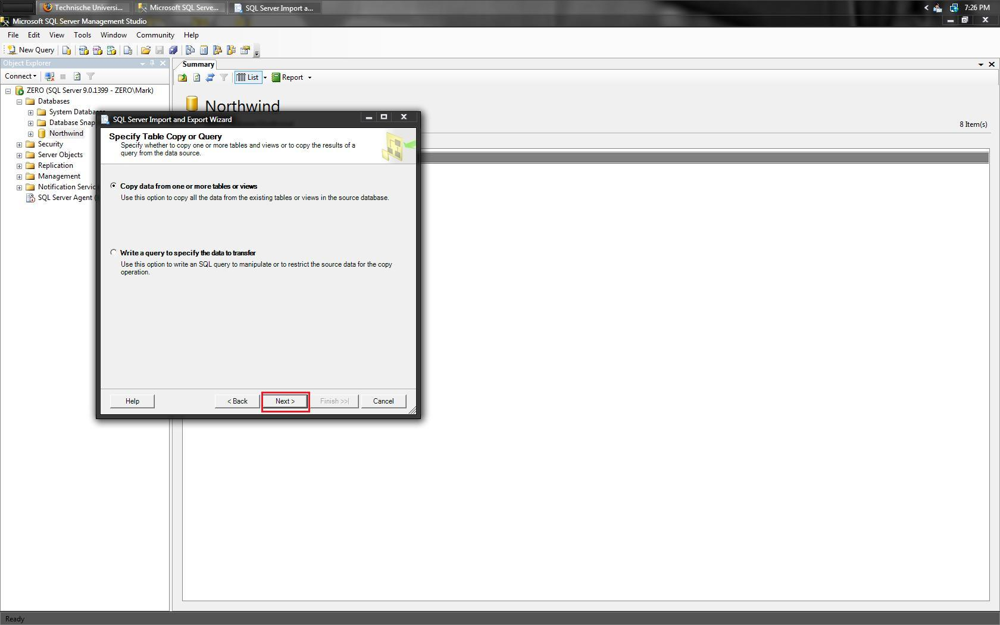 Technische Universi...
Microsoft SQL Serve...
SQL Server Import a...
7:26 PM
Microsoft SQL Server Management Studio
File Edit View Tools Window Community Help
New Query
Object Explorer
Summary
Connect
List
Report
ZERO (SQL Server 9.0.1399 - ZERO\Mark)
Databases
System Databases
Database Snap
Northwind
Security
Server Objects
Replication
Management
Notification Servic
SQL Server Agent (
Northwind
8 Item(s)
SQL Server Import and Export Wizard
Specify Table Copy or Query
Specify whether to copy one or more tables and views or to copy the results of a
query from the data source.
Copy data from one or more tables or views
Use this option to copy all the data from the existing tables or views in the source database.
Write a query to specify the data to transfer
Use this option to write an SQL query to manipulate or to restrict the source data for the copy
operation.
Help
< Back
Next >
Finish >>|
Cancel
Ready